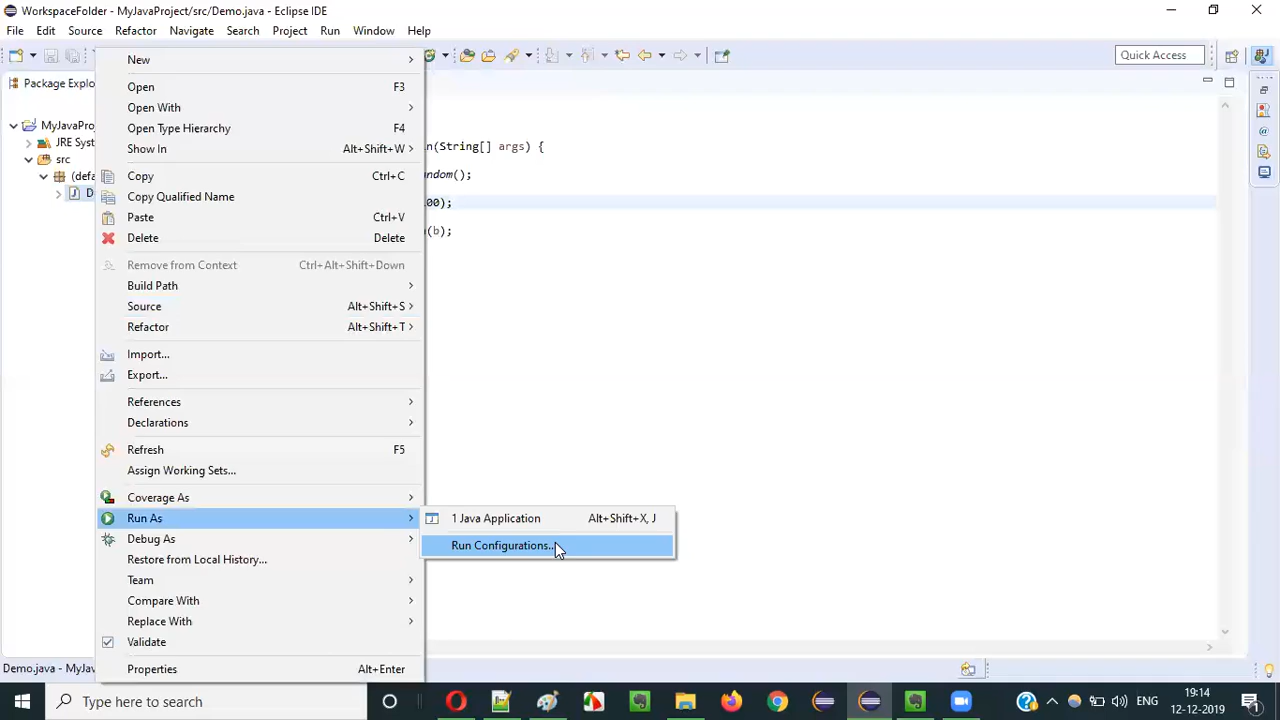 WorkspaceFolder - MyJavaProject/src/Demo.java - Eclipse IDE
File Edit Source Refactor Navigate Search Project Run Window Help
Quick Access
Package Explo
MyJavaProj
JRE Syst
src
(defa
D
New
Open F3
Open With
Open Type Hierarchy F4
Show In Alt+Shift+W
Copy Ctrl+C
Copy Qualified Name
Paste Ctrl+V
Delete Delete
Remove from Context Ctrl+Alt+Shift+Down
Build Path
Source Alt+Shift+S
Refactor Alt+Shift+T
Import...
Export...
References
Declarations
Refresh F5
Assign Working Sets...
Coverage As
Run As
Debug As
Restore from Local History...
Team
Compare With
Replace With
Validate
Properties Alt+Enter
1 Java Application Alt+Shift+X, J
Run Configurations...
n(String[] args) {
ndom();
00);
(b);
Demo.java - MyJav
Type here to search
ENG
19:14
12-12-2019
1